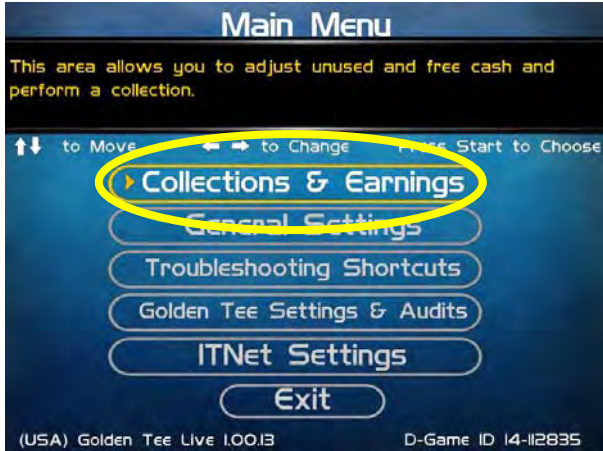 Main Menu
This area allows you to adjust unused and free cash and
perform a collection.
to Move to Change Press Start to Choose
Collections & Earnings
General Settings
Troubleshooting Shortcuts
Golden Tee Settings & Audits
ITNet Settings
Exit
(USA) Golden Tee Live 1.00.13 D-Game ID 14-112835